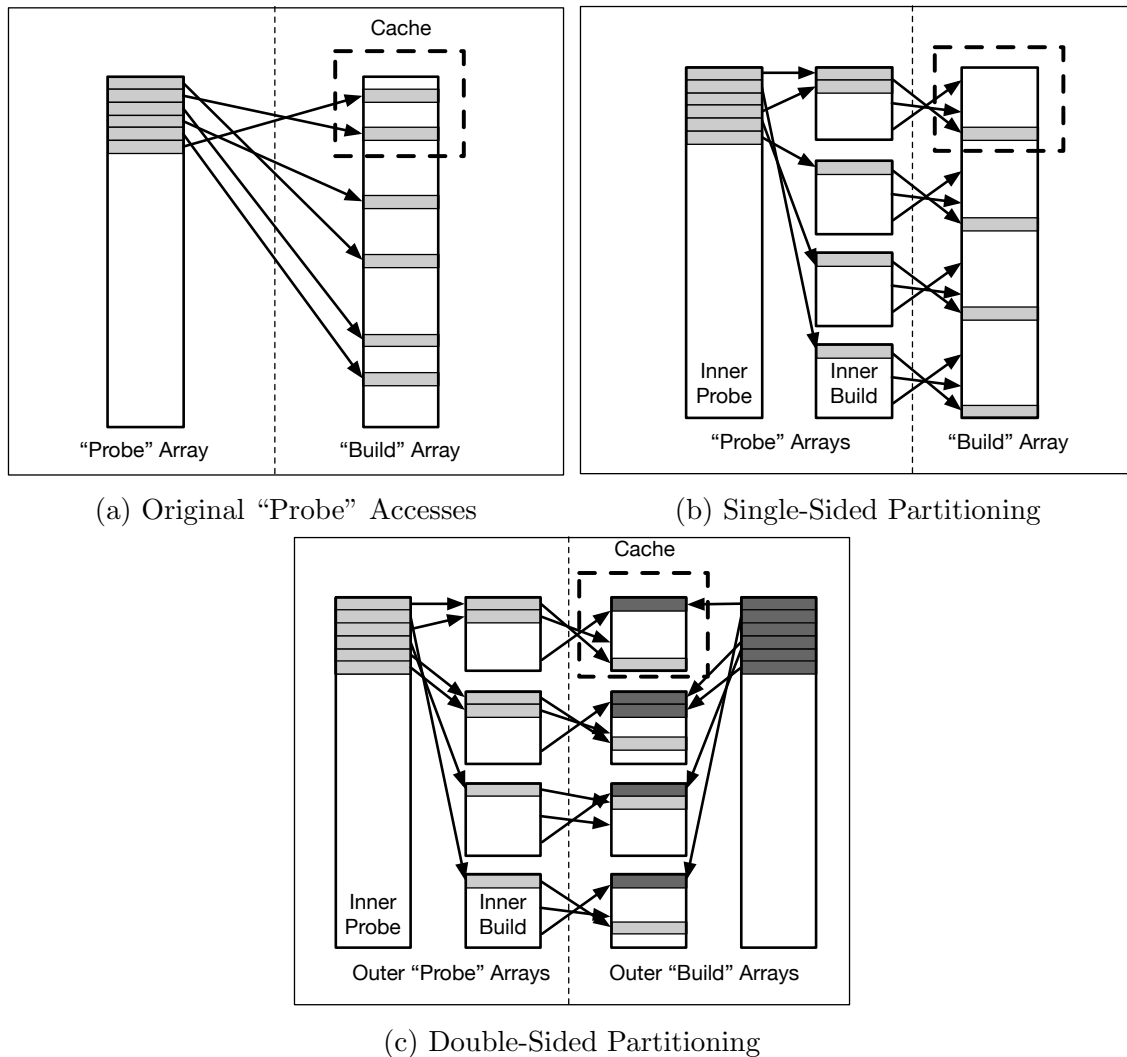 Cache
“Probe” Array
“Build” Array
(a) Original “Probe” Accesses
Inner
Probe
Inner
Build
“Probe” Arrays
“Build” Array
(b) Single-Sided Partitioning
Cache
Inner
Probe
Inner
Build
Outer “Probe” Arrays
Outer “Build” Arrays
(c) Double-Sided Partitioning